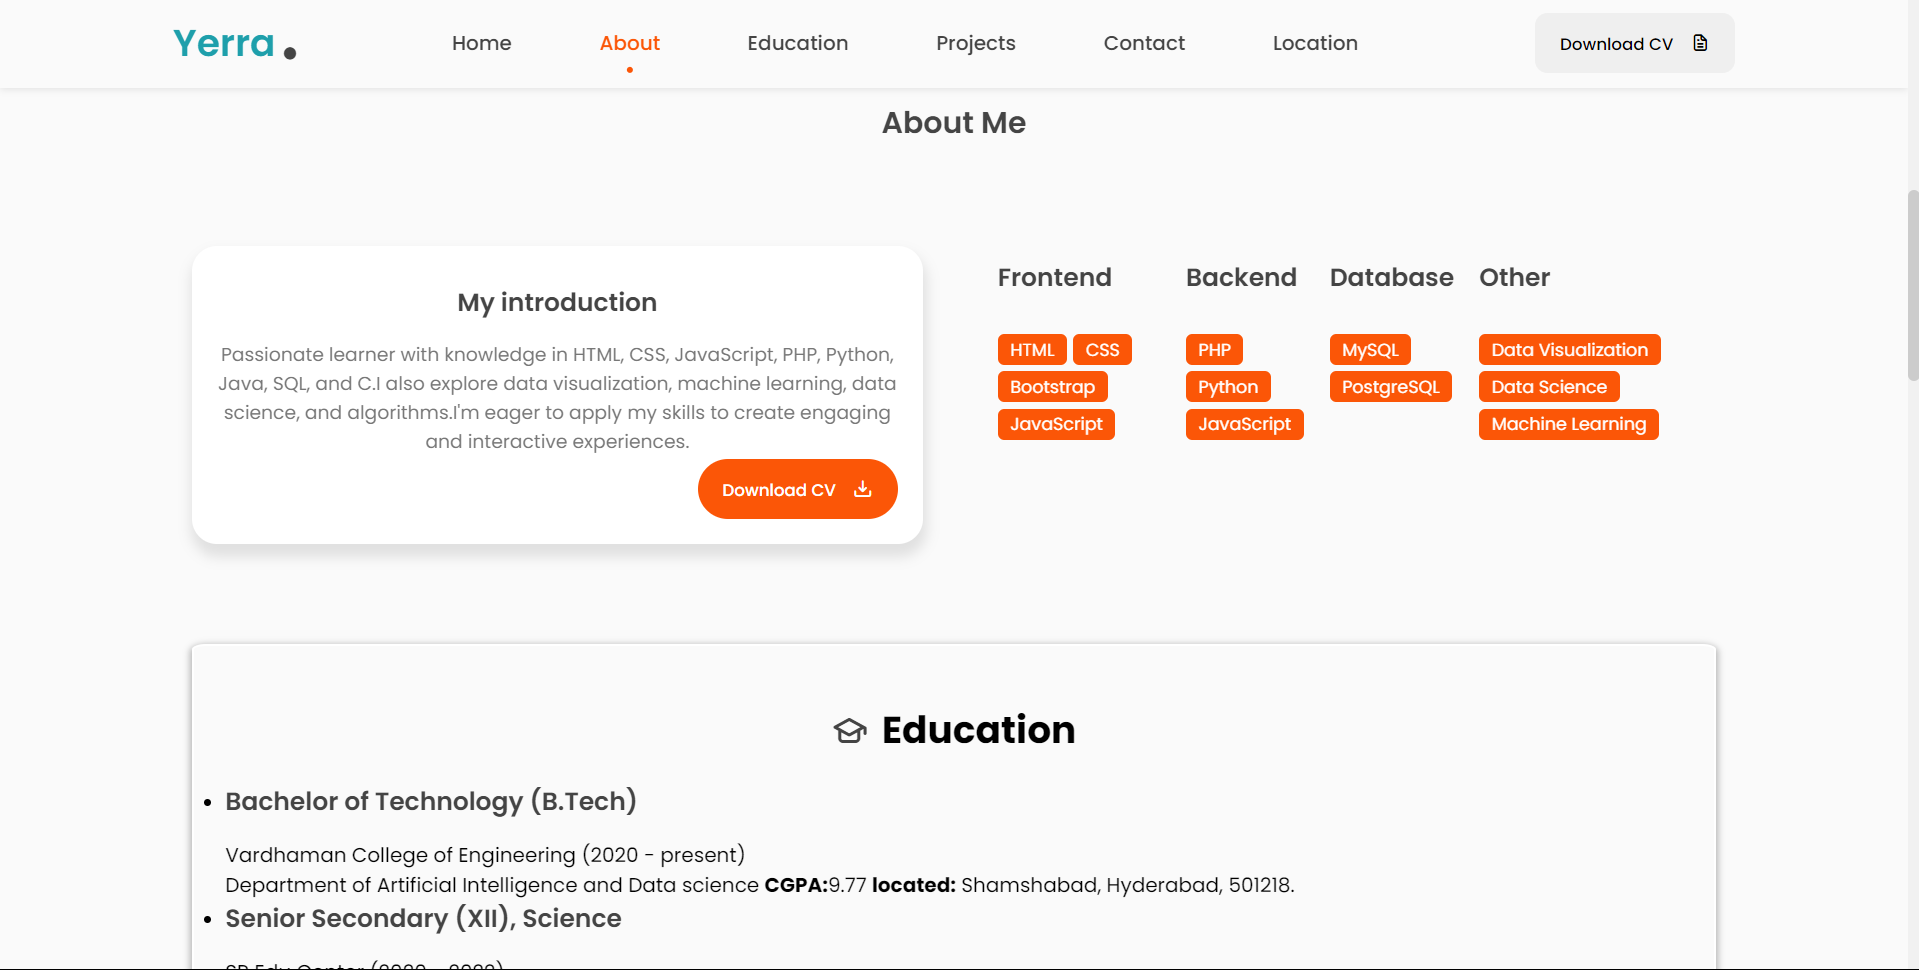 Yerra
Home About Education Projects Contact Location Download CV
About Me
My introduction
Passionate learner with knowledge in HTML, CSS, JavaScript, PHP, Python,
Java, SQL, and C.I also explore data visualization, machine learning, data
science, and algorithms.I'm eager to apply my skills to create engaging
and interactive experiences.
Download CV
Frontend
HTML CSS
Bootstrap
JavaScript
Backend
PHP
Python
JavaScript
Database
MySQL
PostgreSQL
Other
Data Visualization
Data Science
Machine Learning
Education
• Bachelor of Technology (B.Tech)
Vardhaman College of Engineering (2020 - present)
Department of Artificial Intelligence and Data science CGPA:9.77 located: Shamshabad, Hyderabad, 501218.
• Senior Secondary (XII), Science